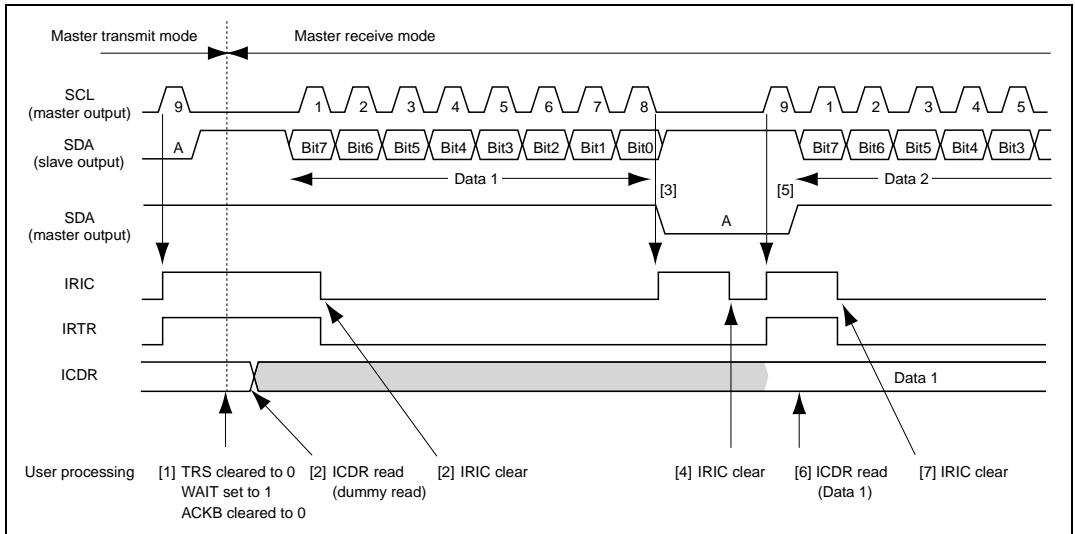 Master transmit mode Master receive mode
SCL
(master output)
9 1 2 3 4 5 6 7 8 9 1 2 3 4 5
SDA
(slave output)
A Bit7 Bit6 Bit5 Bit4 Bit3 Bit2 Bit1 Bit0 Bit7 Bit6 Bit5 Bit4 Bit3
Data 1 [3] [5] Data 2
SDA
(master output)
A
IRIC
IRTR
ICDR
Data 1
User processing [1] TRS cleared to 0 [2] ICDR read [2] IRIC clear [4] IRIC clear [6] ICDR read [7] IRIC clear
WAIT set to 1 (dummy read) (Data 1)
ACKB cleared to 0